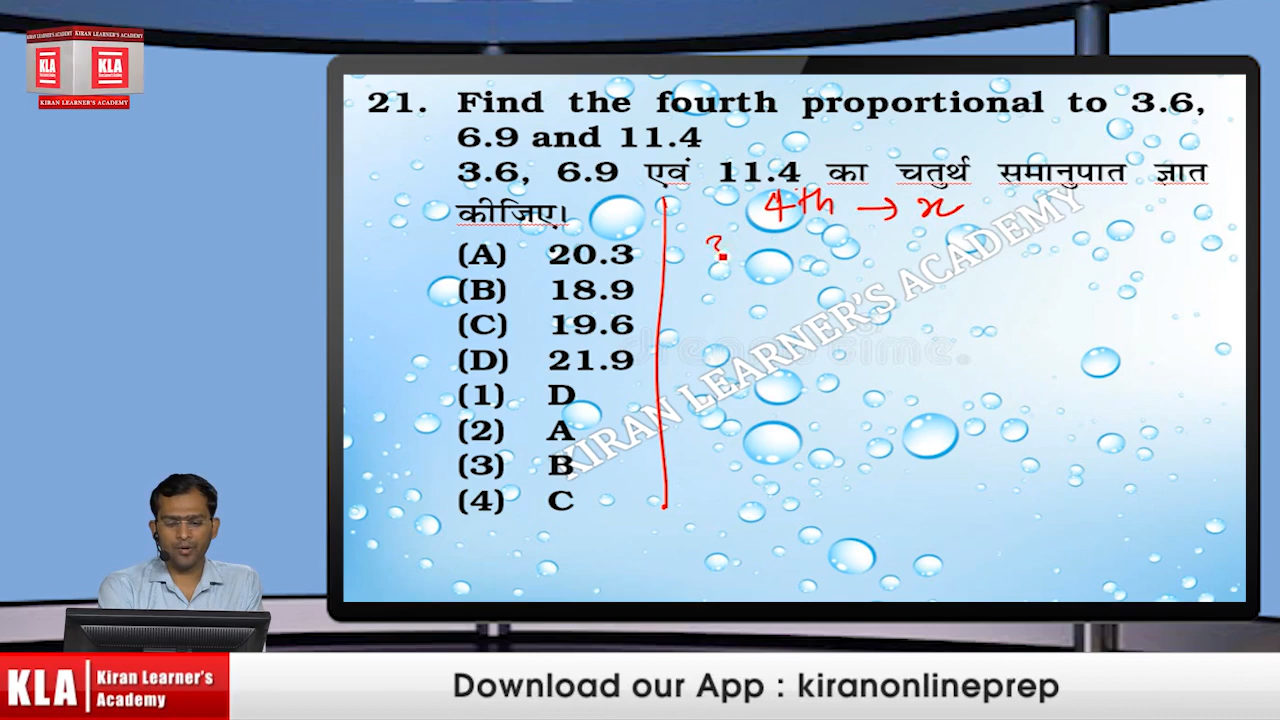 KIRAN LEARNER'S ACADEMY KIRAN LEARNER'S ACADEMY
KLA KLA
KIRAN LEARNER'S ACADEMY
21. Find the fourth proportional to 3.6,
6.9 and 11.4
3.6, 6.9 एवं 11.4 का चतुर्थ समानुपात ज्ञात
कीजिए।
4th → x
(A) 20.3
(B) 18.9
(C) 19.6
(D) 21.9
(1) D
(2) A
(3) B
(4) C
KIRAN LEARNER'S ACADEMY
KLA
Kiran Learner's
Academy
Download our App : kiranonlineprep